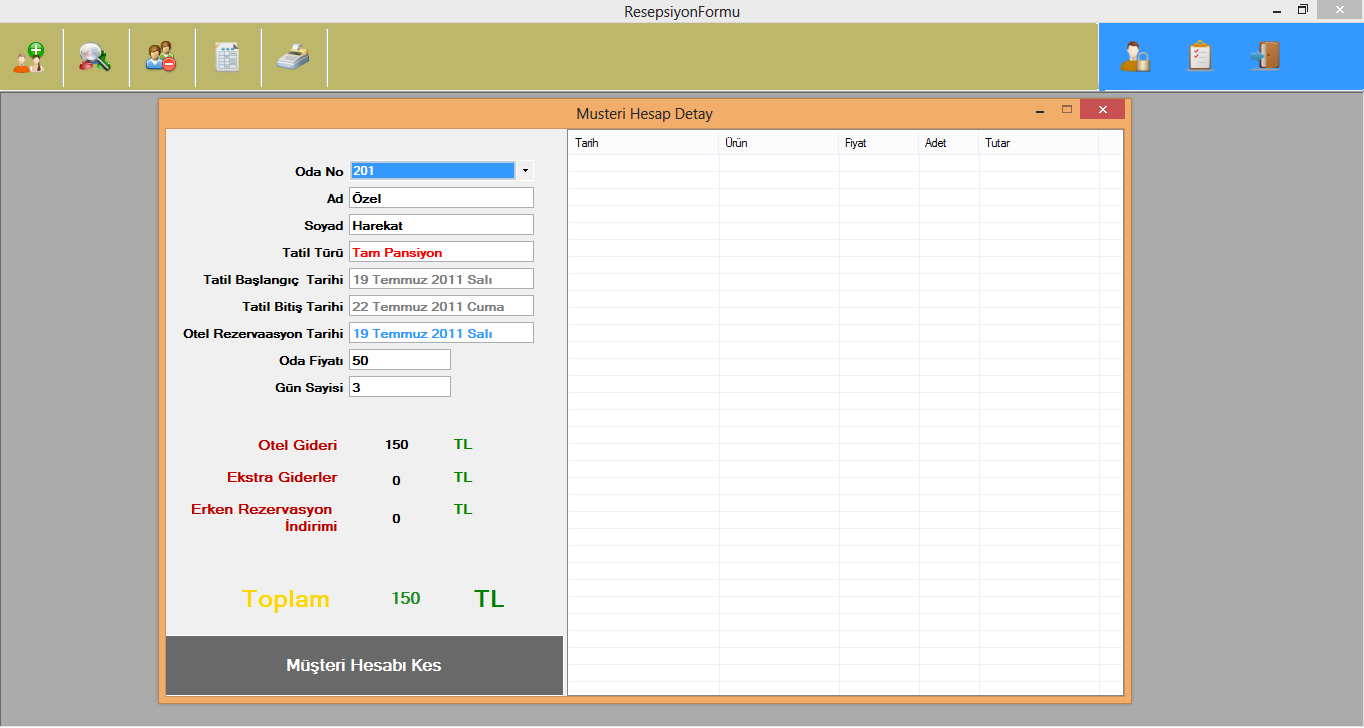 ResepsiyonFormu
Musteri Hesap Detay
Oda No 201
Ad Özel
Soyad Harekat
Tatil Türü Tam Pansiyon
Tatil Başlangıç Tarihi 19 Temmuz 2011 Salı
Tatil Bitiş Tarihi 22 Temmuz 2011 Cuma
Otel Rezervaasyon Tarihi 19 Temmuz 2011 Salı
Oda Fiyatı 50
Gün Sayisi 3
Otel Gideri 150 TL
Ekstra Giderler 0 TL
Erken Rezervasyon TL
İndirimi 0
Toplam 150 TL
Müşteri Hesabı Kes
Tarih Ürün Fiyat Adet Tutar